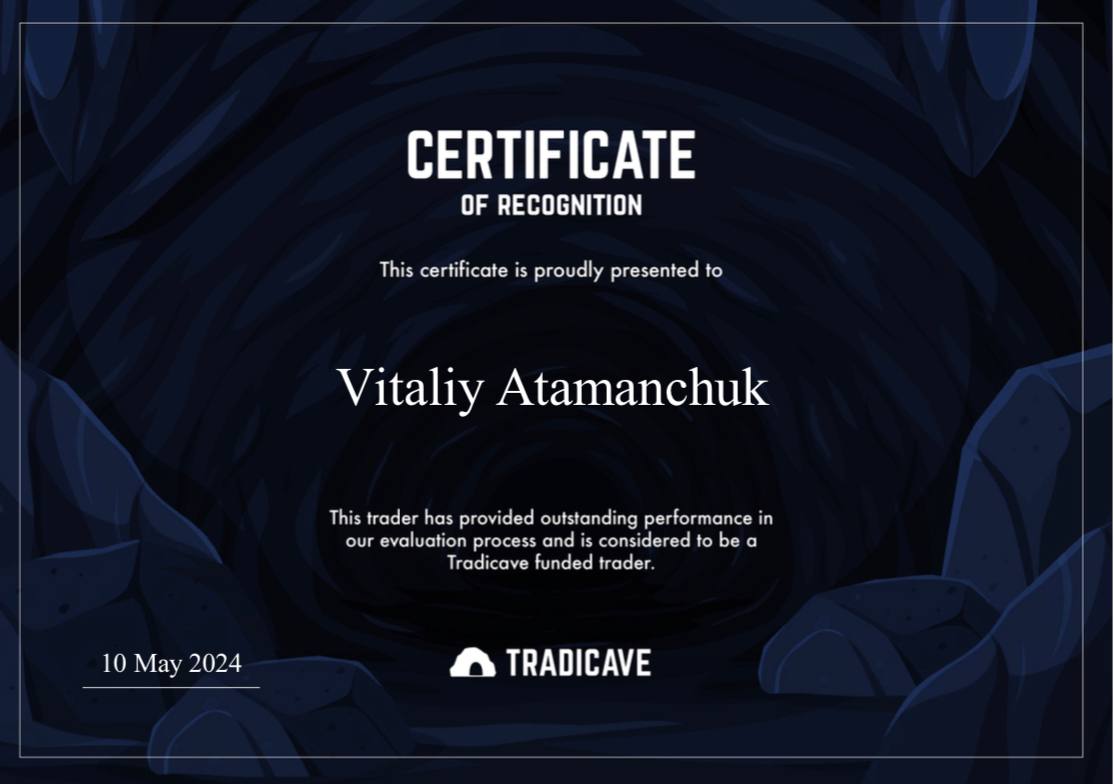 CERTIFICATE
OF RECOGNITION
This certificate is proudly presented to
Vitaliy Atamanchuk
This trader has provided outstanding performance in
our evaluation process and is considered to be a
Tradicave funded trader.
10 May 2024
TRADICAVE